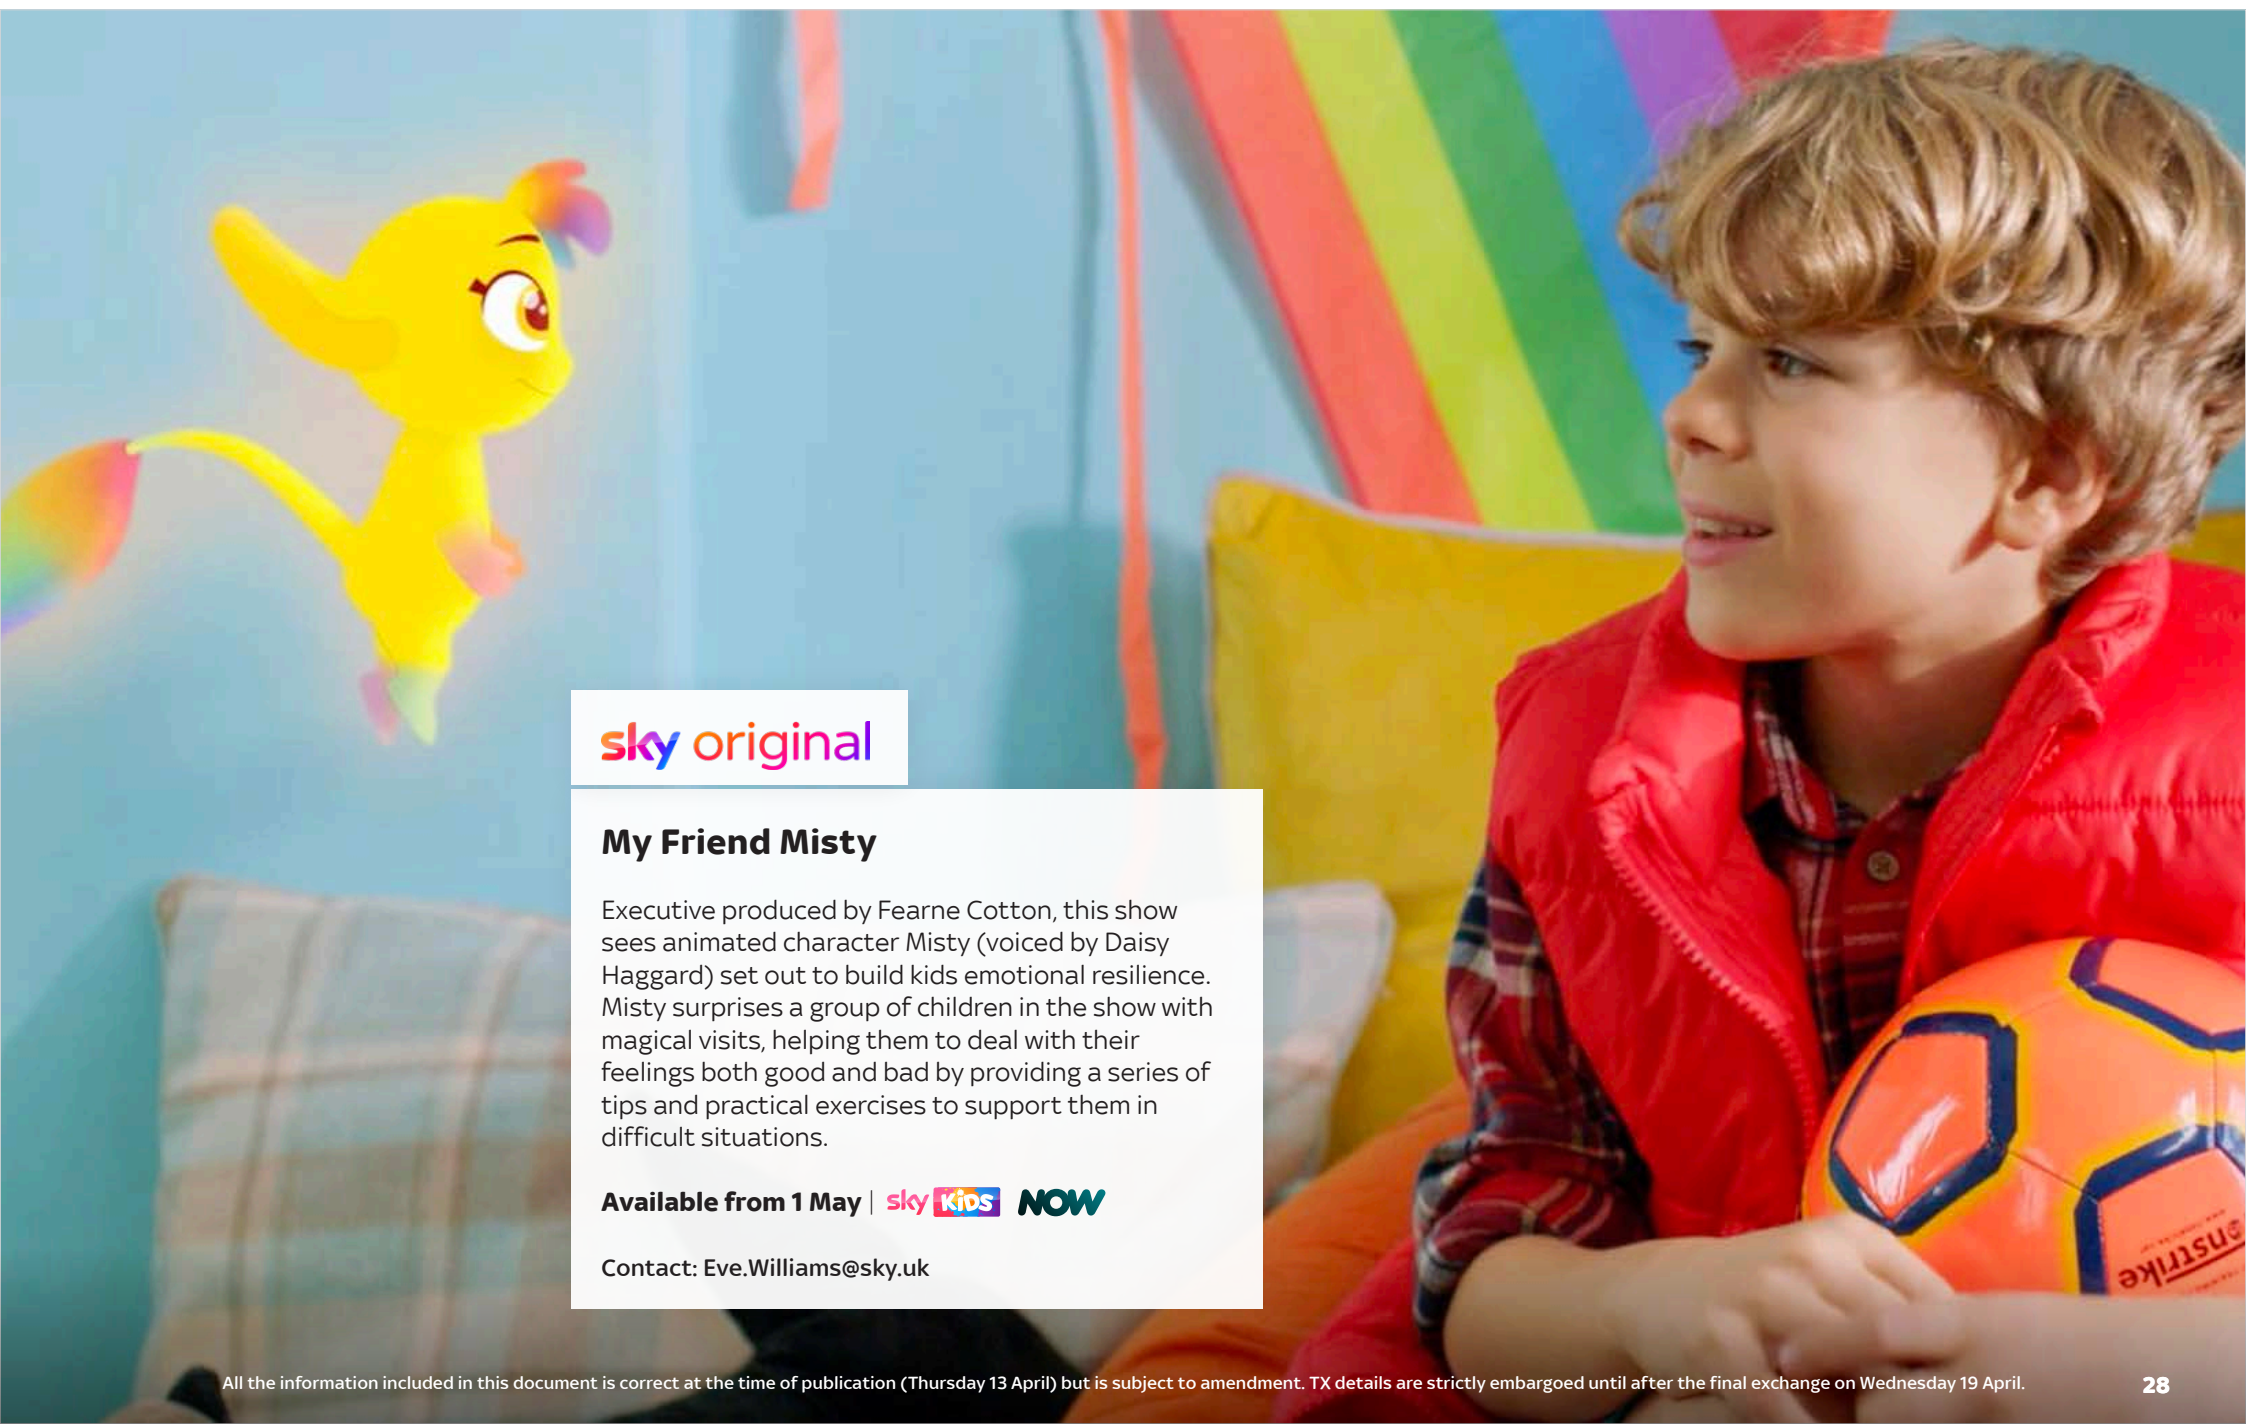 sky original
My Friend Misty
Executive produced by Fearne Cotton, this show
sees animated character Misty (voiced by Daisy
Haggard) set out to build kids emotional resilience.
Misty surprises a group of children in the show with
magical visits, helping them to deal with their
feelings both good and bad by providing a series of
tips and practical exercises to support them in
difficult situations.
Available from 1 May | sky KiDS NOW
Contact: Eve.Williams@sky.uk
nstrike
All the information included in this document is correct at the time of publication (Thursday 13 April) but is subject to amendment. TX details are strictly embargoed until after the final exchange on Wednesday 19 April.
28